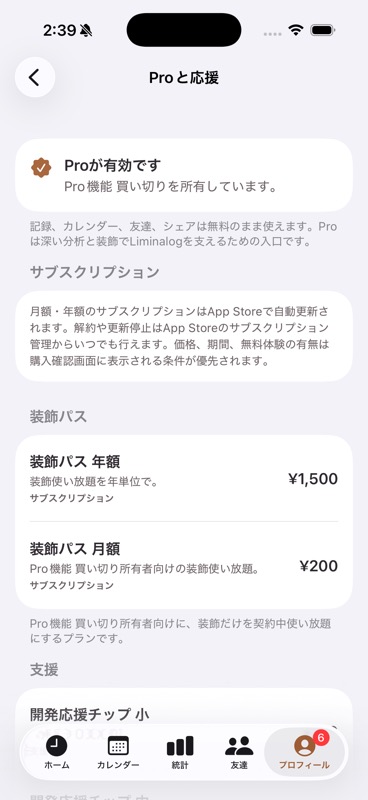 2:39
Proと応援
Proが有効です
Pro機能 買い切りを所有しています。
記録、カレンダー、友達、シェアは無料のまま使えます。Pro
は深い分析と装飾でLiminalogを支えるための入口です。
サブスクリプション
月額・年額のサブスクリプションはApp Storeで自動更新さ
れます。解約や更新停止はApp Storeのサブスクリプション
管理からいつでも行えます。価格、期間、無料体験の有無は
購入確認画面に表示される条件が優先されます。
装飾パス
装飾パス 年額
装飾使い放題を年単位で。
サブスクリプション
¥1,500
装飾パス 月額
Pro機能 買い切り所有者向けの装飾使い放題。
サブスクリプション
¥200
Pro機能 買い切り所有者向けに、装飾だけを契約中使い放題
にするプランです。
支援
開発応援チップ 小
6
ホーム
カレンダー
統計
友達
プロフィール
開発応援チップ 中